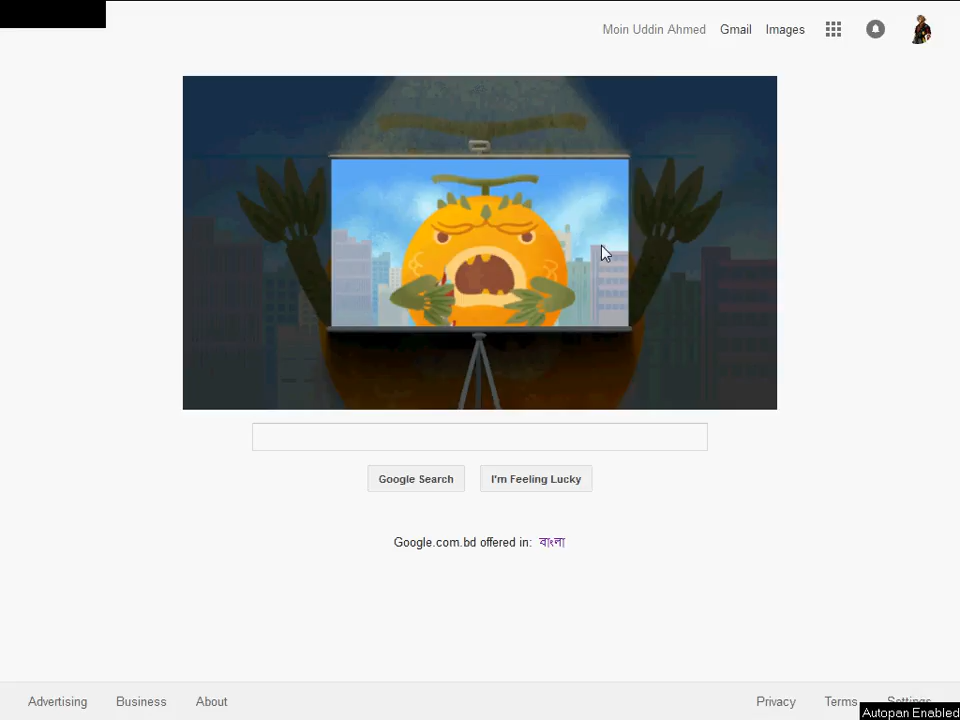 Moin Uddin Ahmed Gmail Images
Google Search I'm Feeling Lucky
Google.com.bd offered in: বাংলা
Advertising Business About Privacy Terms Settings
Autopan Enabled